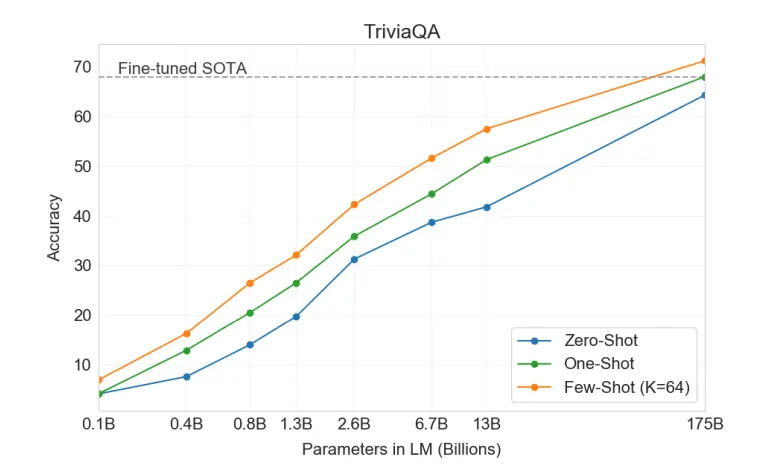 TriviaQA
70
Fine-tuned SOTA
60
50
40
30
20
10
Accuracy
Zero-Shot
One-Shot
Few-Shot (K=64)
0.1B 0.4B 0.8B 1.3B 2.6B 6.7B 13B 175B
Parameters in LM (Billions)